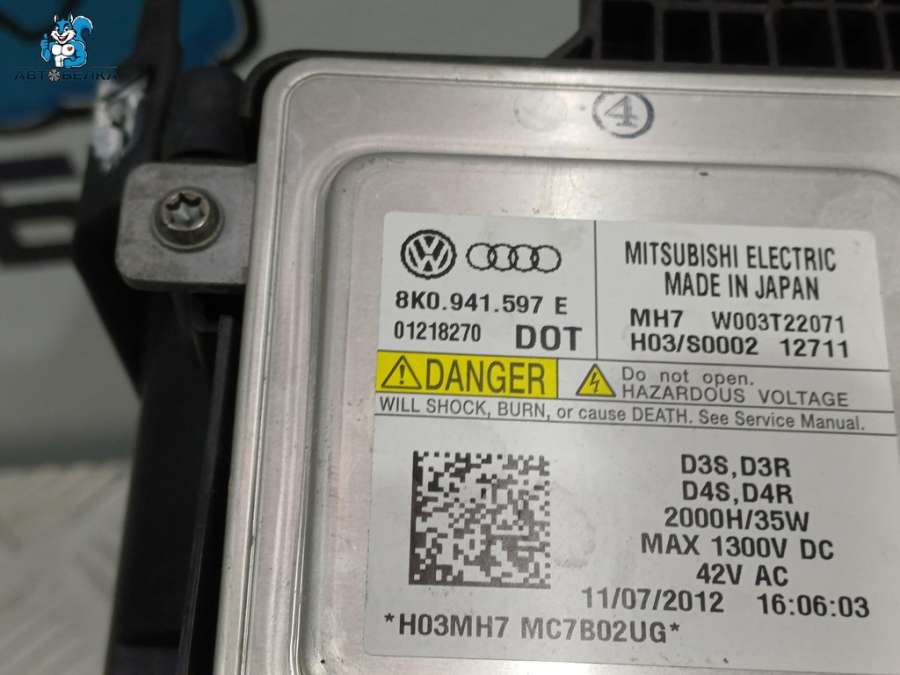 АВТОБЕЛКА
4
8K0.941.597 E
01218270 DOT
MITSUBISHI ELECTRIC
MADE IN JAPAN
MH7 W003T22071
H03/S0002 12711
DANGER
Do not open.
HAZARDOUS VOLTAGE
WILL SHOCK, BURN, or cause DEATH. See Service Manual.
D3S,D3R
D4S,D4R
2000H/35W
MAX 1300V DC
42V AC
11/07/2012 16:06:03
*H03MH7 MC7B02UG*